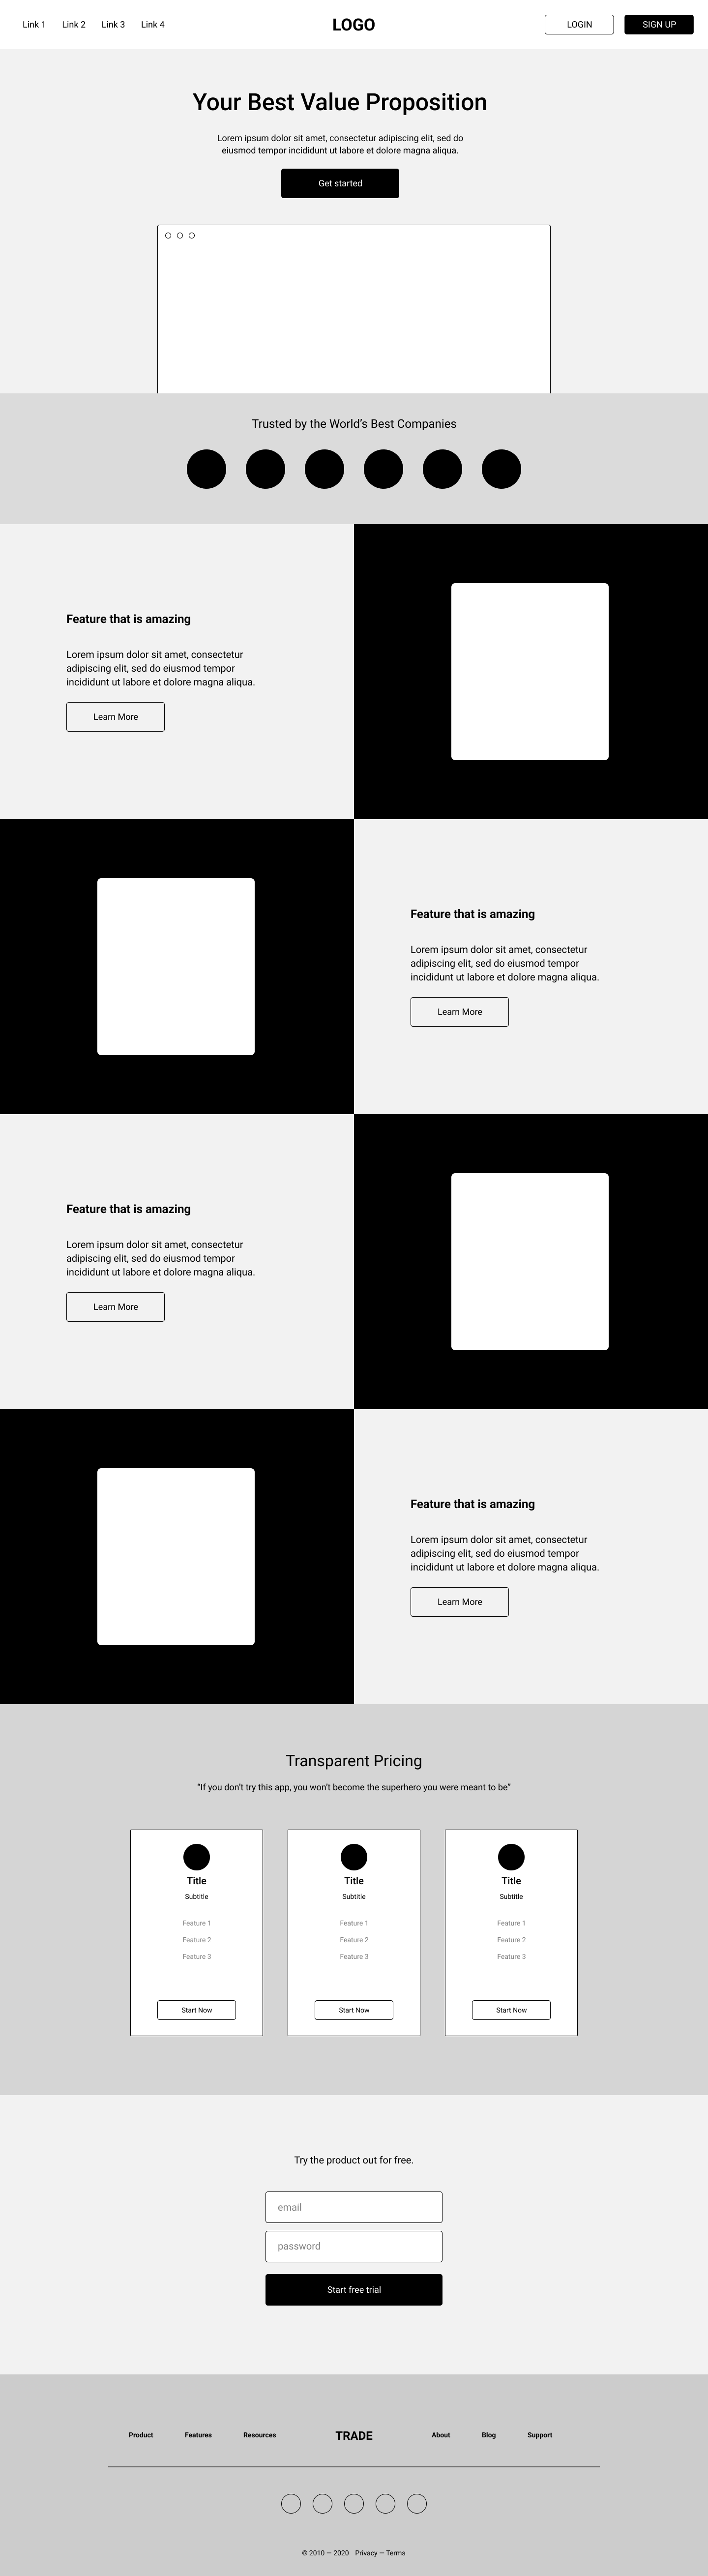 Link 1 Link 2 Link 3 Link 4 LOGO LOGIN SIGN UP
Your Best Value Proposition
Lorem ipsum dolor sit amet, consectetur adipiscing elit, sed do
eiusmod tempor incididunt ut labore et dolore magna aliqua.
Get started
Trusted by the World’s Best Companies
Feature that is amazing
Lorem ipsum dolor sit amet, consectetur
adipiscing elit, sed do eiusmod tempor
incididunt ut labore et dolore magna aliqua.
Learn More
Feature that is amazing
Lorem ipsum dolor sit amet, consectetur
adipiscing elit, sed do eiusmod tempor
incididunt ut labore et dolore magna aliqua.
Learn More
Feature that is amazing
Lorem ipsum dolor sit amet, consectetur
adipiscing elit, sed do eiusmod tempor
incididunt ut labore et dolore magna aliqua.
Learn More
Feature that is amazing
Lorem ipsum dolor sit amet, consectetur
adipiscing elit, sed do eiusmod tempor
incididunt ut labore et dolore magna aliqua.
Learn More
Transparent Pricing
“If you don’t try this app, you won’t become the superhero you were meant to be”
Title
Subtitle
Feature 1
Feature 2
Feature 3
Start Now
Title
Subtitle
Feature 1
Feature 2
Feature 3
Start Now
Title
Subtitle
Feature 1
Feature 2
Feature 3
Start Now
Try the product out for free.
email
password
Start free trial
Product Features Resources TRADE About Blog Support
© 2010 — 2020 Privacy — Terms